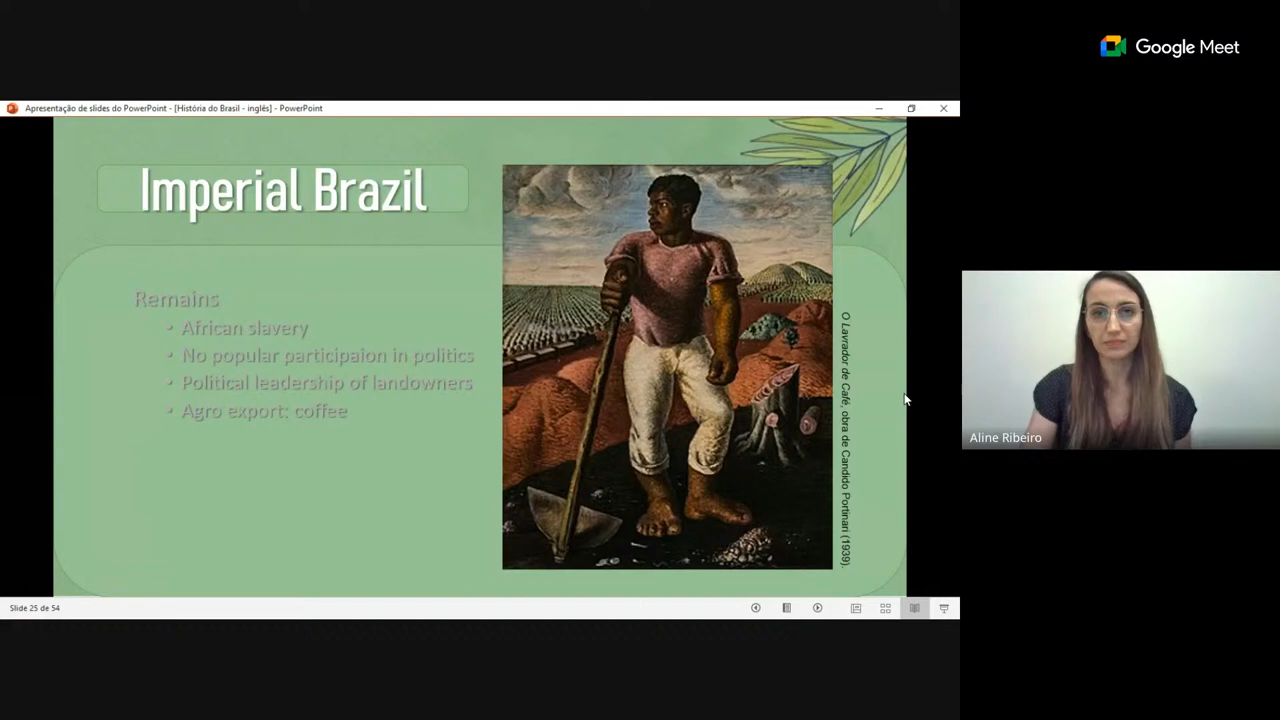 Google Meet
Apresentação de slides do PowerPoint - [História do Brasil - inglês] - PowerPoint
Imperial Brazil
Remains
• African slavery
• No popular participaion in politics
• Political leadership of landowners
• Agro export: coffee
O Lavrador de Café, obra de Candido Portinari (1939).
Aline Ribeiro
Slide 25 de 54